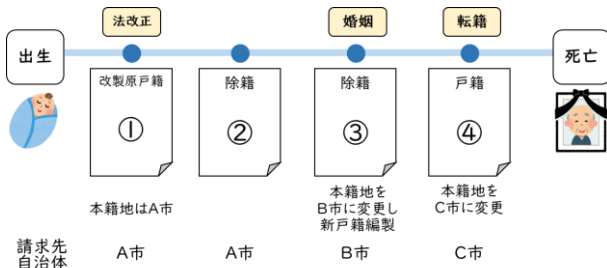 法改正
婚姻
転籍
出生
死亡
改製原戸籍
①
除籍
②
除籍
③
戸籍
④
本籍地はA市
本籍地を
B市に変更し
新戸籍編製
本籍地を
C市に変更
請求先
自治体
A市
A市
B市
C市